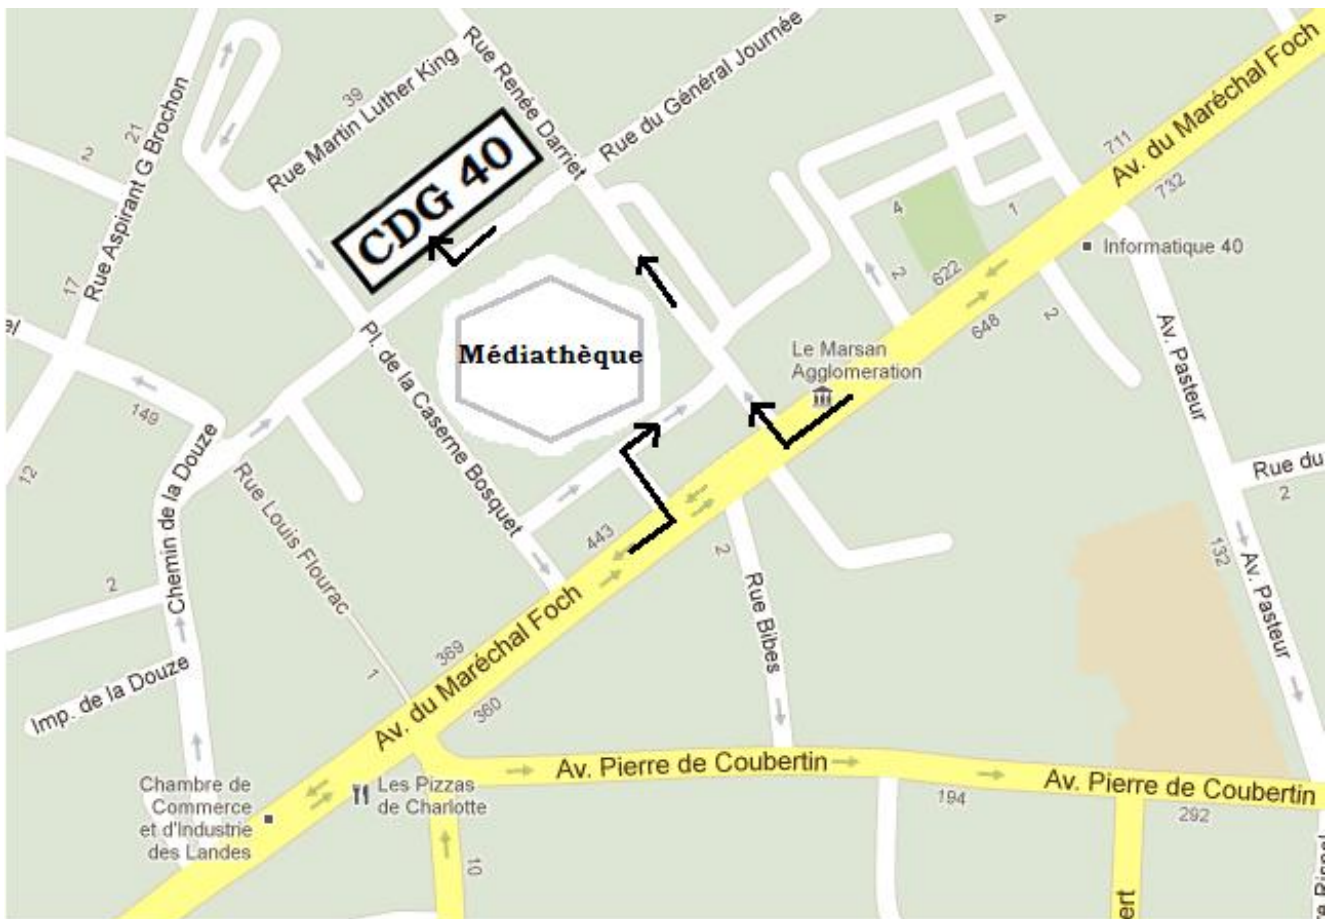 Rue Renée Darriet
Rue du Général Journée
4
Av. du Maréchal Foch
Rue Martin Luther King
39
21
2
Rue Aspirant G Brochon
CDG 40
711
732
4
1
Informatique 40
17
622
2
648
2
Médiathèque
Le Marsan
Agglomeration
Pl. de la Caserne Bosquet
Av. Pasteur
149
12
Rue du
2
Chemin de la Douze
Rue Louis Flourac
443
2
132
Av. Pasteur
2
Rue Bibes
Imp. de la Douze
1
369
360
Av. du Maréchal Foch
Av. Pierre de Coubertin
Av. Pierre de Coubertin
Chambre de
Commerce
et d'Industrie
des Landes
Les Pizzas
de Charlotte
194
292
10
ert